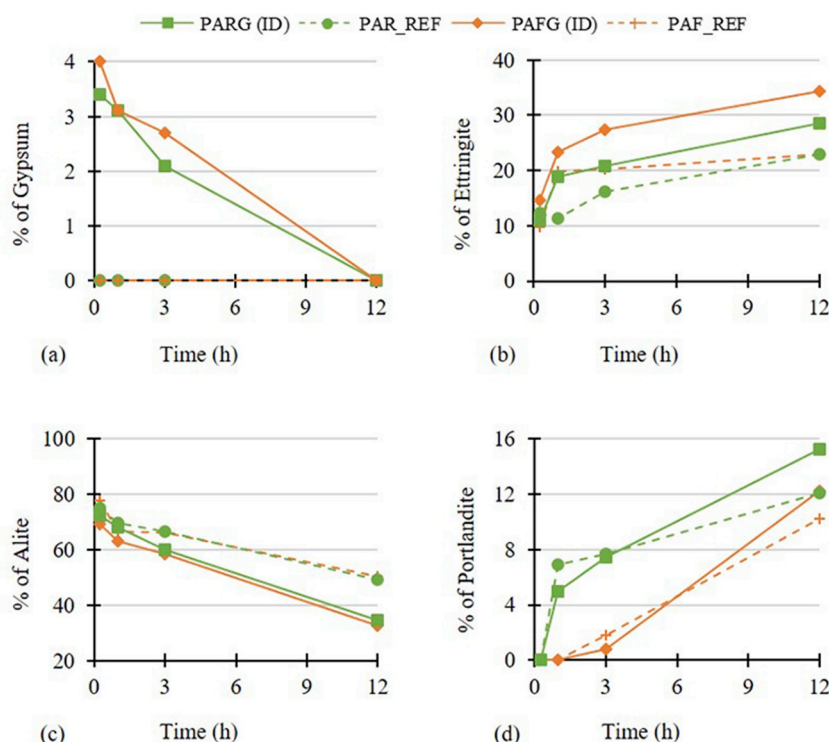 PARG (ID) PAR_REF PAFG (ID) PAF_REF
% of Gypsum
4
3
2
1
0
0 3 6 9 12
(a) Time (h)
% of Ettringite
40
30
20
10
0
0 3 6 9 12
(b) Time (h)
% of Alite
100
80
60
40
20
0 3 6 9 12
(c) Time (h)
% of Portlandite
16
12
8
4
0
0 3 6 9 12
(d) Time (h)